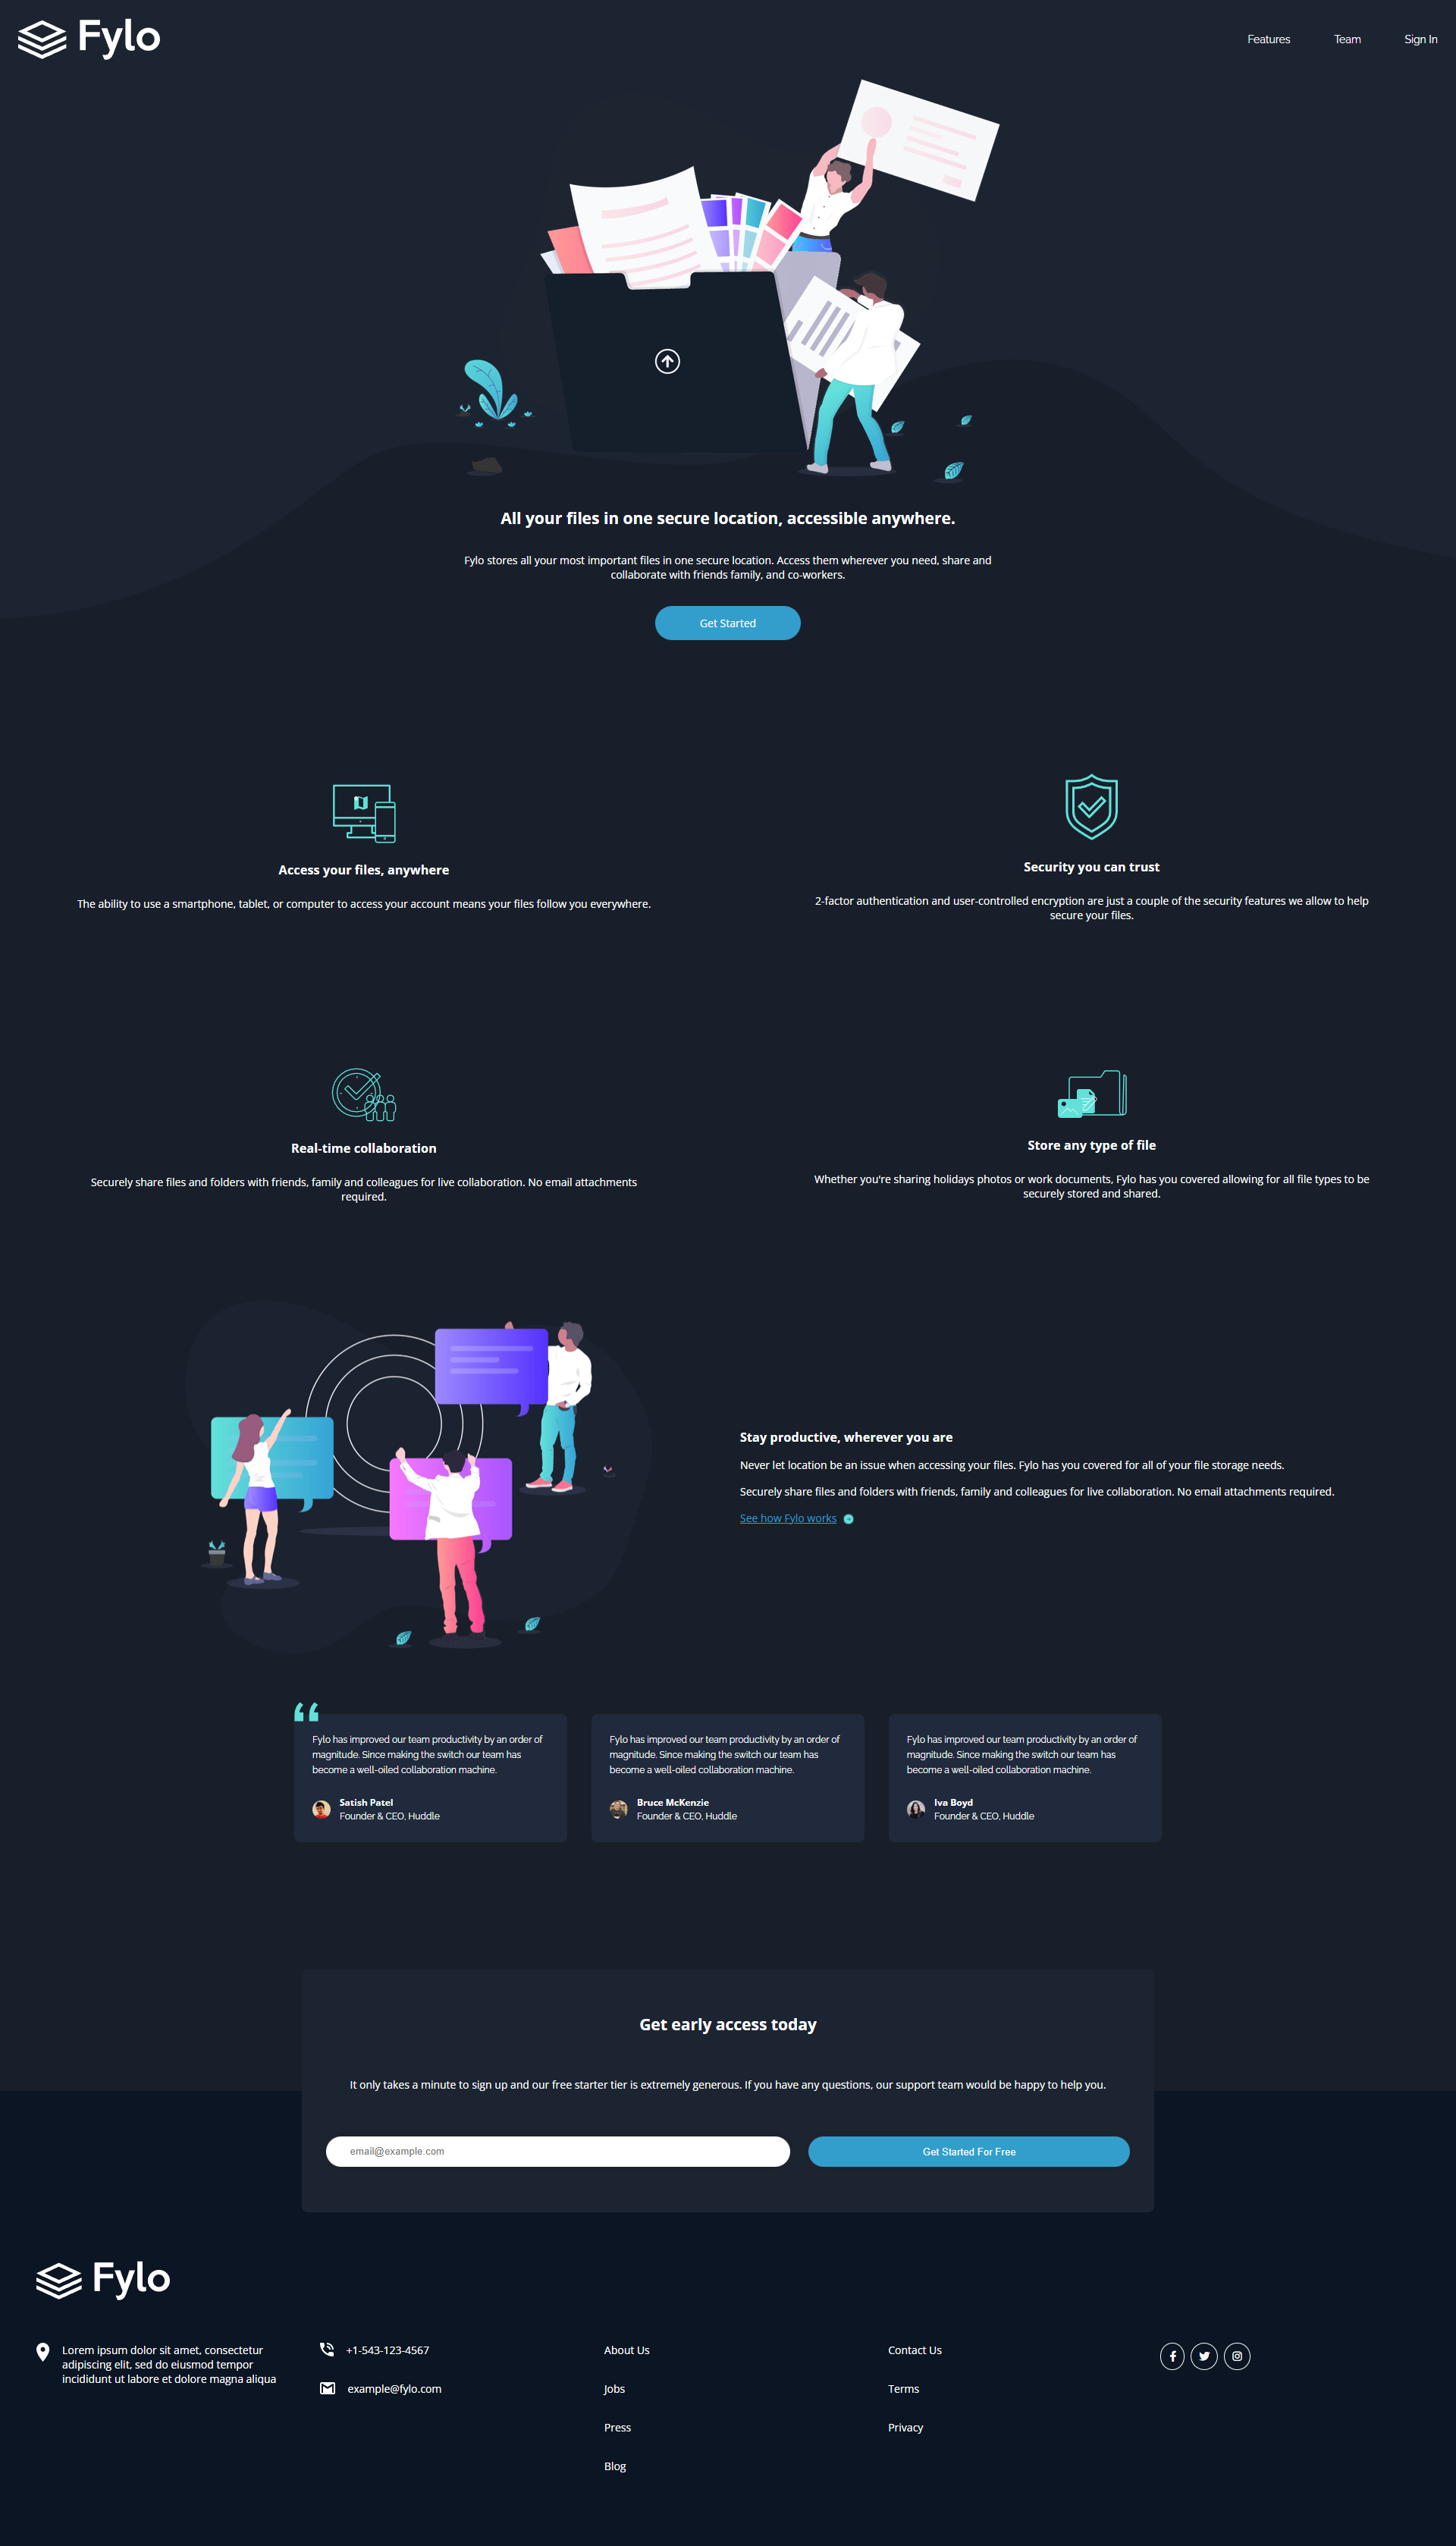 Fylo
Features
Team
Sign In
All your files in one secure location, accessible anywhere.
Fylo stores all your most important files in one secure location. Access them wherever you need, share and
collaborate with friends family, and co-workers.
Get Started
Access your files, anywhere
The ability to use a smartphone, tablet, or computer to access your account means your files follow you everywhere.
Security you can trust
2-factor authentication and user-controlled encryption are just a couple of the security features we allow to help
secure your files.
Real-time collaboration
Securely share files and folders with friends, family and colleagues for live collaboration. No email attachments
required.
Store any type of file
Whether you're sharing holidays photos or work documents, Fylo has you covered allowing for all file types to be
securely stored and shared.
Stay productive, wherever you are
Never let location be an issue when accessing your files. Fylo has you covered for all of your file storage needs.
Securely share files and folders with friends, family and colleagues for live collaboration. No email attachments required.
See how Fylo works
Fylo has improved our team productivity by an order of
magnitude. Since making the switch our team has
become a well-oiled collaboration machine.
Satish Patel
Founder & CEO, Huddle
Fylo has improved our team productivity by an order of
magnitude. Since making the switch our team has
become a well-oiled collaboration machine.
Bruce McKenzie
Founder & CEO, Huddle
Fylo has improved our team productivity by an order of
magnitude. Since making the switch our team has
become a well-oiled collaboration machine.
Iva Boyd
Founder & CEO, Huddle
Get early access today
It only takes a minute to sign up and our free starter tier is extremely generous. If you have any questions, our support team would be happy to help you.
email@example.com
Get Started For Free
Fylo
Lorem ipsum dolor sit amet, consectetur
adipiscing elit, sed do eiusmod tempor
incididunt ut labore et dolore magna aliqua
+1-543-123-4567
example@fylo.com
About Us
Jobs
Press
Blog
Contact Us
Terms
Privacy